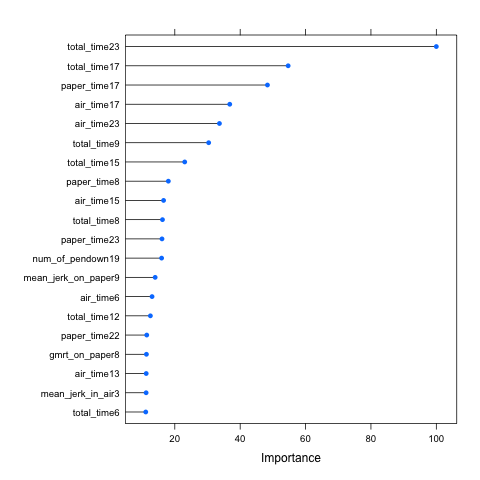 total_time23
total_time17
paper_time17
air_time17
air_time23
total_time9
total_time15
paper_time8
air_time15
total_time8
paper_time23
num_of_pendown19
mean_jerk_on_paper9
air_time6
total_time12
paper_time22
gmrt_on_paper8
air_time13
mean_jerk_in_air3
total_time6
20 40 60 80 100
Importance